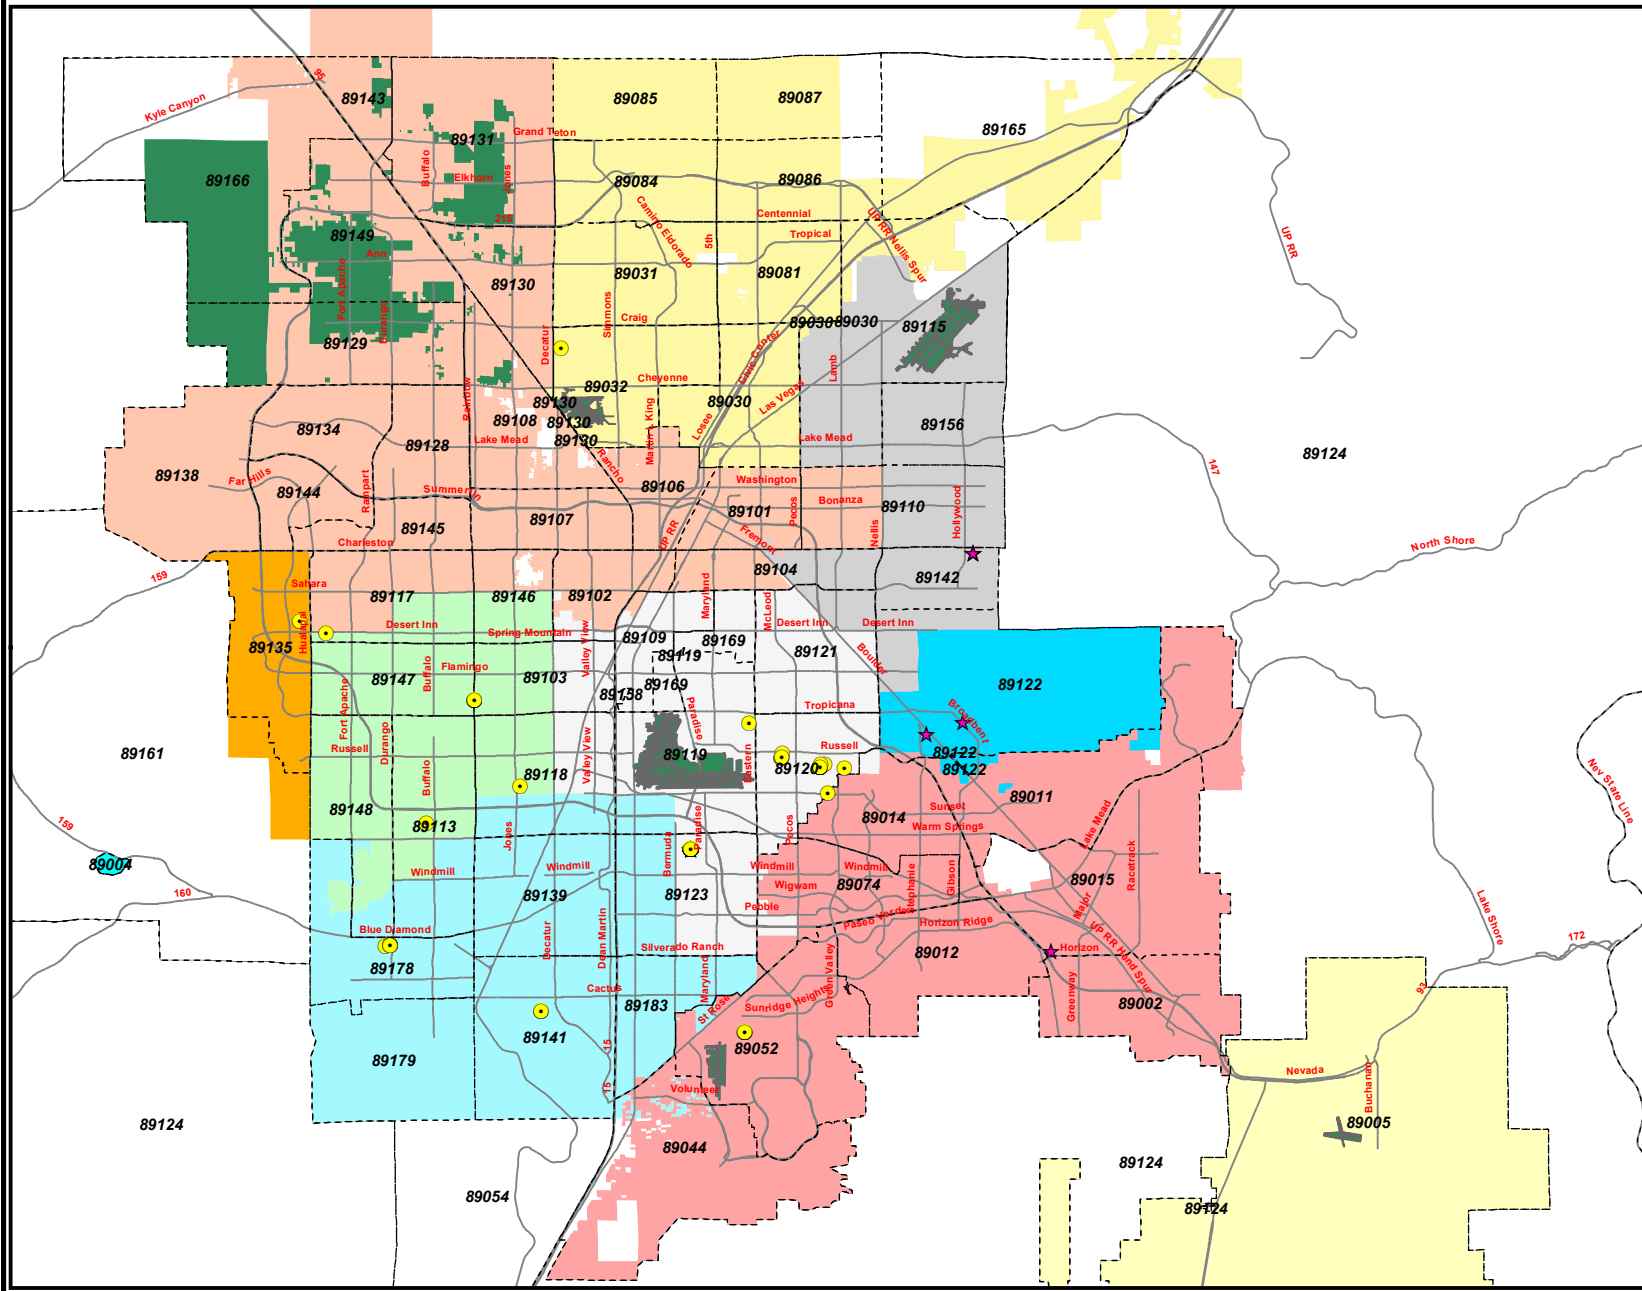 95
Kyle Canyon
89143
89085
89087
89165
89131
Grand Teton
Buffalo
Elkhorn
Jones
89166
89084
89086
215
Centennial
Camino Eldorado
5th
Tropical
UP RR Nellis Spur
UP RR
89149
Ann
Fort Apache
Durango
89130
89031
89081
Simmons
Craig
89030
89030
89115
89129
Decatur
Civic Center
Lamb
Cheyenne
89032
Las Vegas
89030
Rainbow
89130
89108
89130
89130
Martin L King
Losee
89134
89128
Lake Mead
Lake Mead
89156
89124
147
89138
Far Hills
89144
Rampart
Summerlin
Rancho
89106
Washington
89101
Pecos
Bonanza
89110
Hollywood
89145
89107
Charleston
UP RR
Fremont
Nellis
North Shore
159
Sahara
89117
89146
89102
89104
89142
Maryland
McLeod
Hualapai
Desert Inn
Spring Mountain
89109
89169
Desert Inn
Desert Inn
89135
89119
89121
Boulder
Valley View
Flamingo
Buffalo
89147
89103
89158
89169
89122
Fort Apache
Paradise
Tropicana
Broadbent
Durango
Russell
Valley View
89119
Eastern
Russell
89122
89161
89118
89120
89122
Buffalo
89148
89113
89011
Sunset
89014
Warm Springs
Nev State Line
159
Jones
Bermuda
Paradise
Pecos
Lake Mead
Racetrack
89004
Windmill
Windmill
Windmill
Windmill
Stephanie
Gibson
89015
160
89139
89123
Wigwam
89074
Pebble
Paseo Verde
Major
Blue Diamond
Decatur
Dean Martin
Silverado Ranch
Horizon Ridge
Horizon
UP RR Hend Spur
Lake Shore
172
89178
Maryland
Green Valley
89012
Greenway
Cactus
89183
St Rose
Sunridge Heights
89002
93
89141
15
89052
89179
15
Volunteer
Nevada
Buchanan
89124
89044
89005
89124
89054
89124